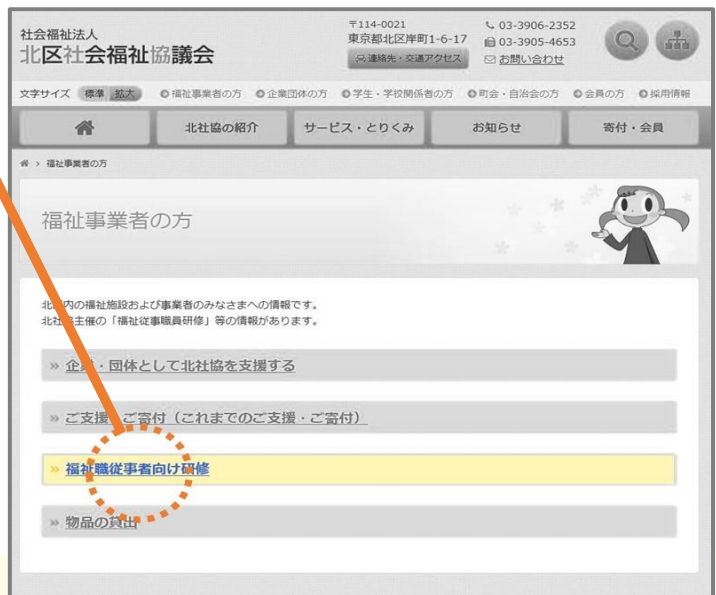 社会福祉法人
北区社会福祉協議会
〒114-0021
東京都北区岸町1-6-17
連絡先・交通アクセス
03-3906-2352
03-3905-4653
お問い合わせ
文字サイズ 標準 拡大 福祉事業者の方 企業団体の方 学生・学校関係者の方 町会・自治会の方 会員の方 採用情報
北社協の紹介 サービス・とりくみ お知らせ 寄付・会員
› 福祉事業者の方
福祉事業者の方
北区内の福祉施設および事業者のみなさまへの情報です。
北社協主催の「福祉従事職員研修」等の情報があります。
» 企業・団体として北社協を支援する
» ご支援・ご寄付（これまでのご支援・ご寄付）
» 福祉職従事者向け研修
» 物品の貸出